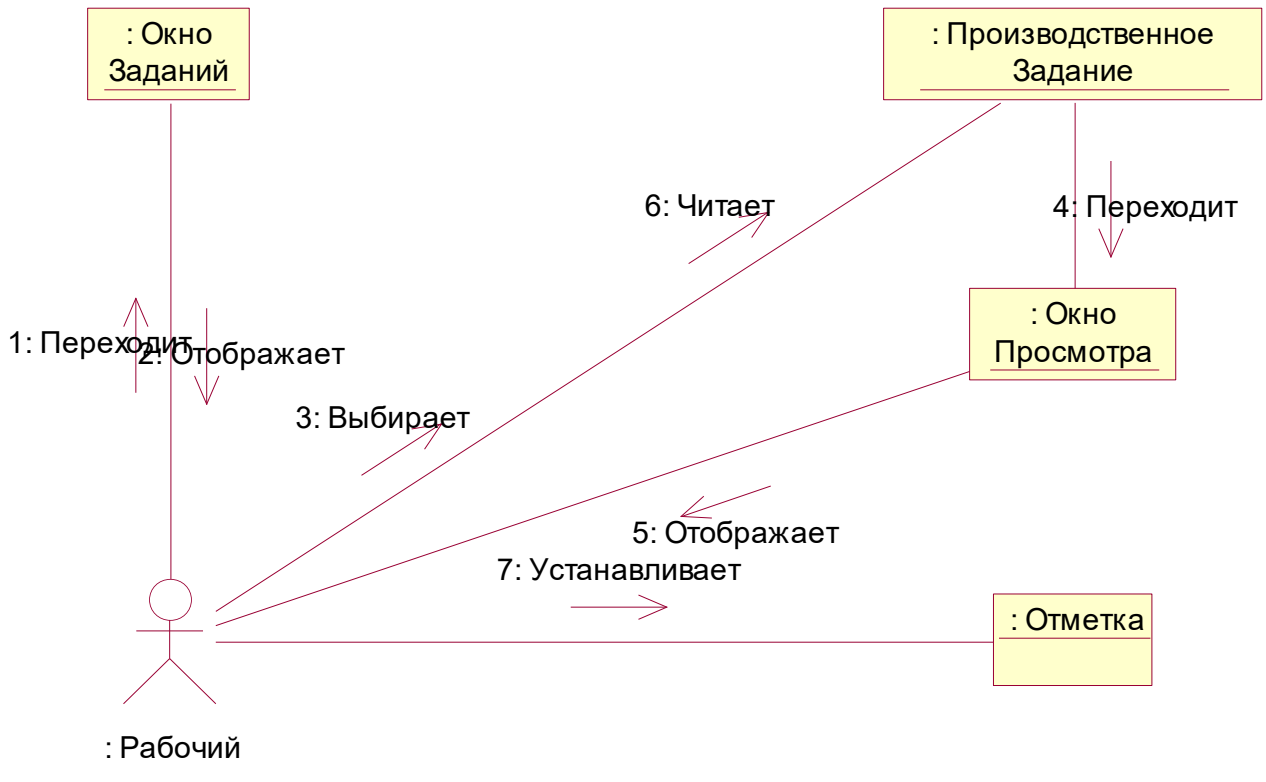 : Окно
Заданий
: Производственное
Задание
6: Читает
4: Переходит
: Окно
Просмотра
1: Переходит
2: Отображает
3: Выбирает
5: Отображает
7: Устанавливает
: Отметка
: Рабочий